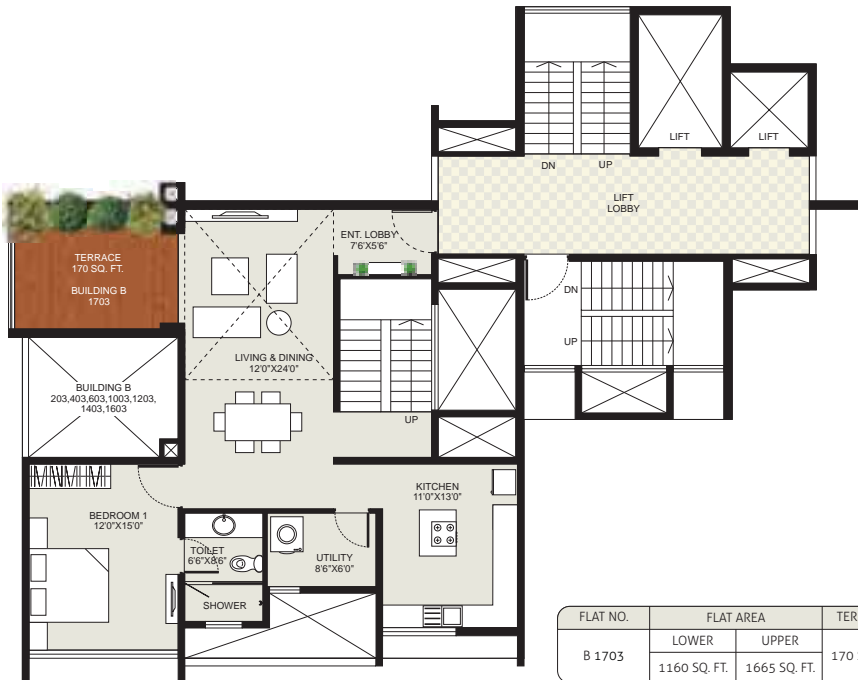 LIFT
LIFT
DN
UP
LIFT
LOBBY
ENT. LOBBY
7'6'X5'6"
TERRACE
170 SQ. FT.
BUILDING B
1703
DN
UP
LIVING & DINING
12'0"X24'0"
BUILDING B
203,403,603,1003,1203,
1403,1603
UP
KITCHEN
11'0"X13'0"
BEDROOM 1
12'0"X15'0"
TOILET
6'6"X8'6"
UTILITY
8'6"X6'0"
SHOWER
FLAT NO.
FLAT AREA
TER
LOWER
UPPER
B 1703
170
1160 SQ. FT.
1665 SQ. FT.